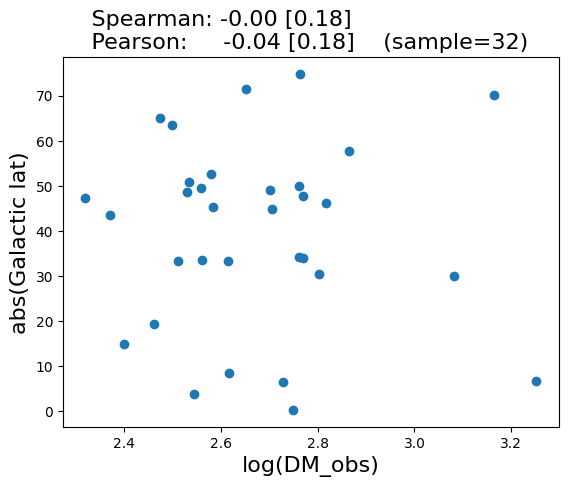 Spearman: -0.00 [0.18]
Pearson: -0.04 [0.18] (sample=32)
70
60
50
40
30
20
10
0
abs(Galactic lat)
2.4 2.6 2.8 3.0 3.2
log(DM_obs)